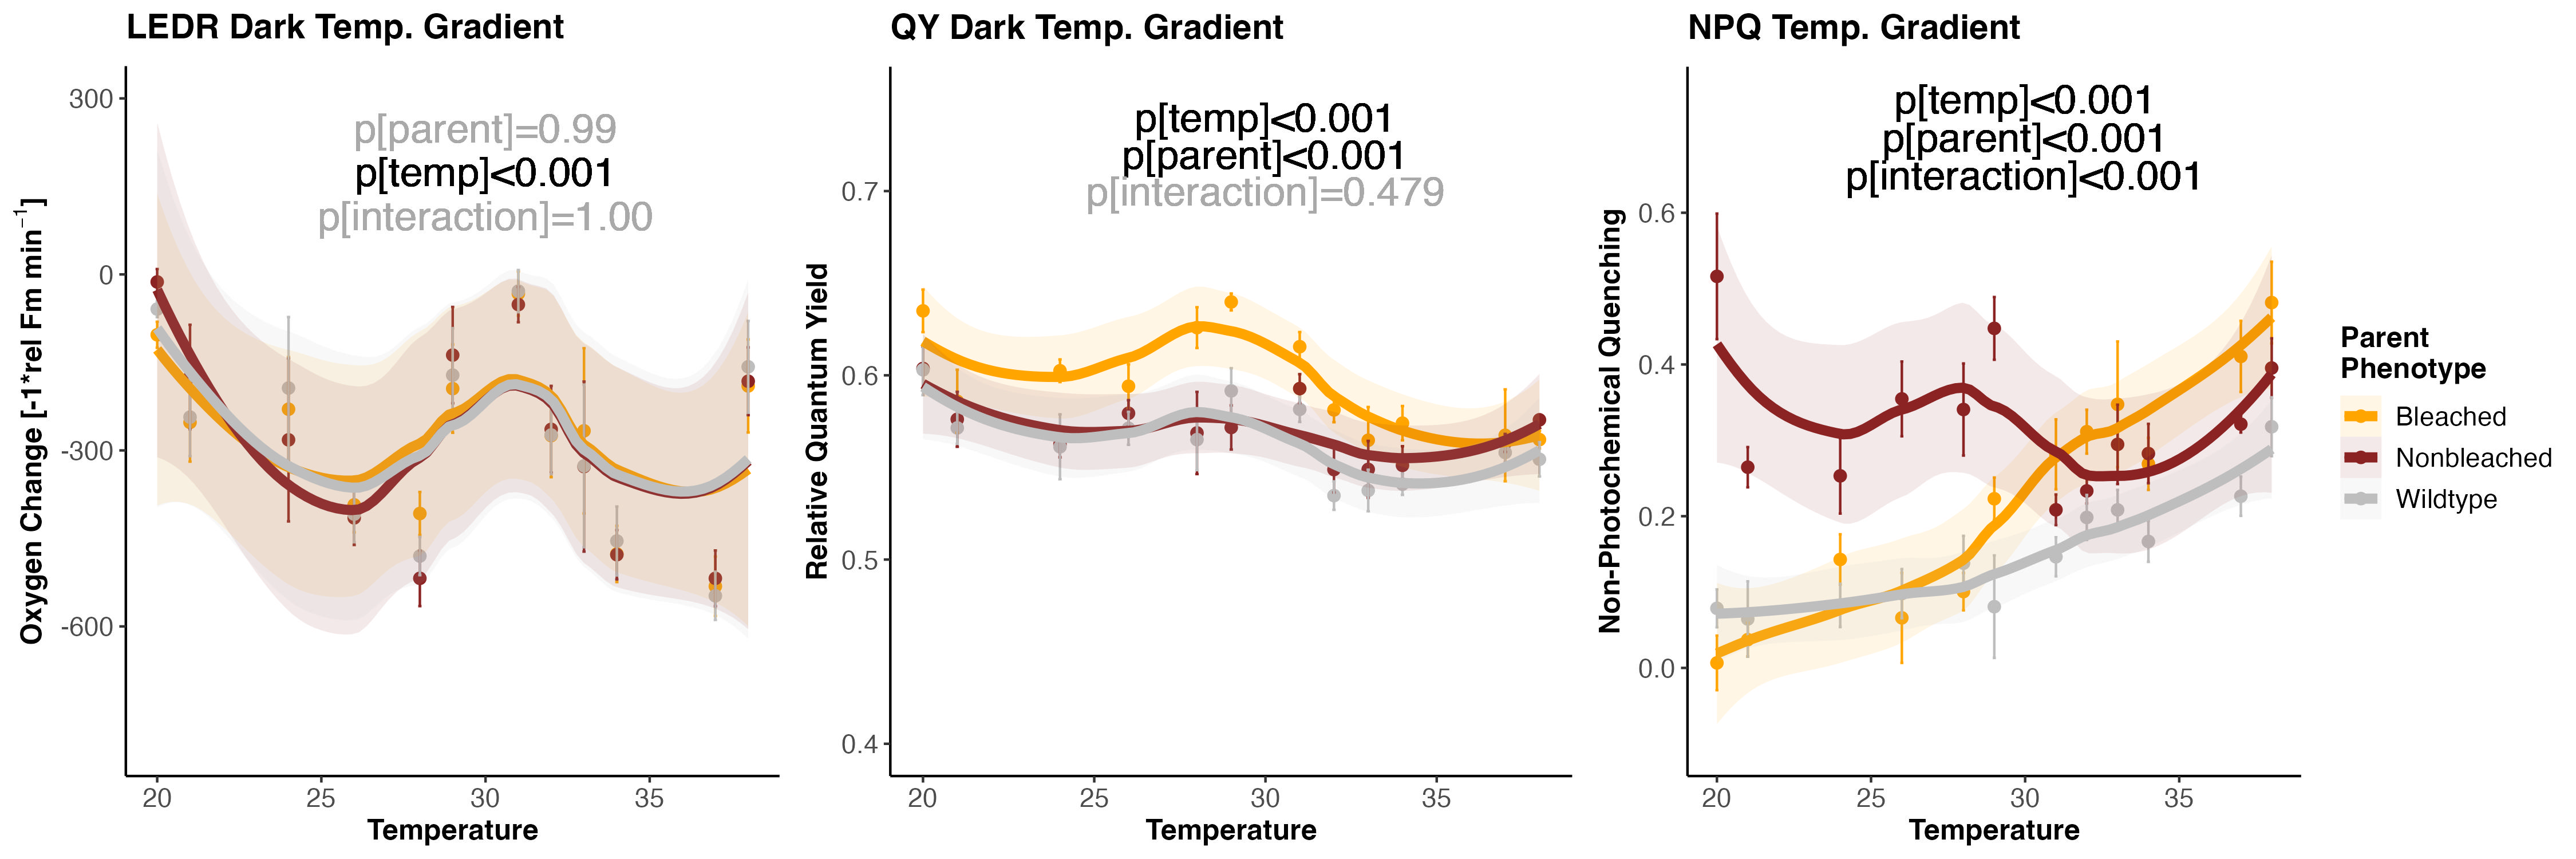 LEDR Dark Temp. Gradient
Oxygen Change [-1*rel Fm min⁻¹]
300
0
-300
-600
p[parent]=0.99
p[temp]<0.001
p[interaction]=1.00
20 25 30 35
Temperature
QY Dark Temp. Gradient
Relative Quantum Yield
0.7
0.6
0.5
0.4
p[temp]<0.001
p[parent]<0.001
p[interaction]=0.479
20 25 30 35
Temperature
NPQ Temp. Gradient
Non-Photochemical Quenching
0.6
0.4
0.2
0.0
p[temp]<0.001
p[parent]<0.001
p[interaction]<0.001
20 25 30 35
Temperature
Parent
Phenotype
Bleached
Nonbleached
Wildtype